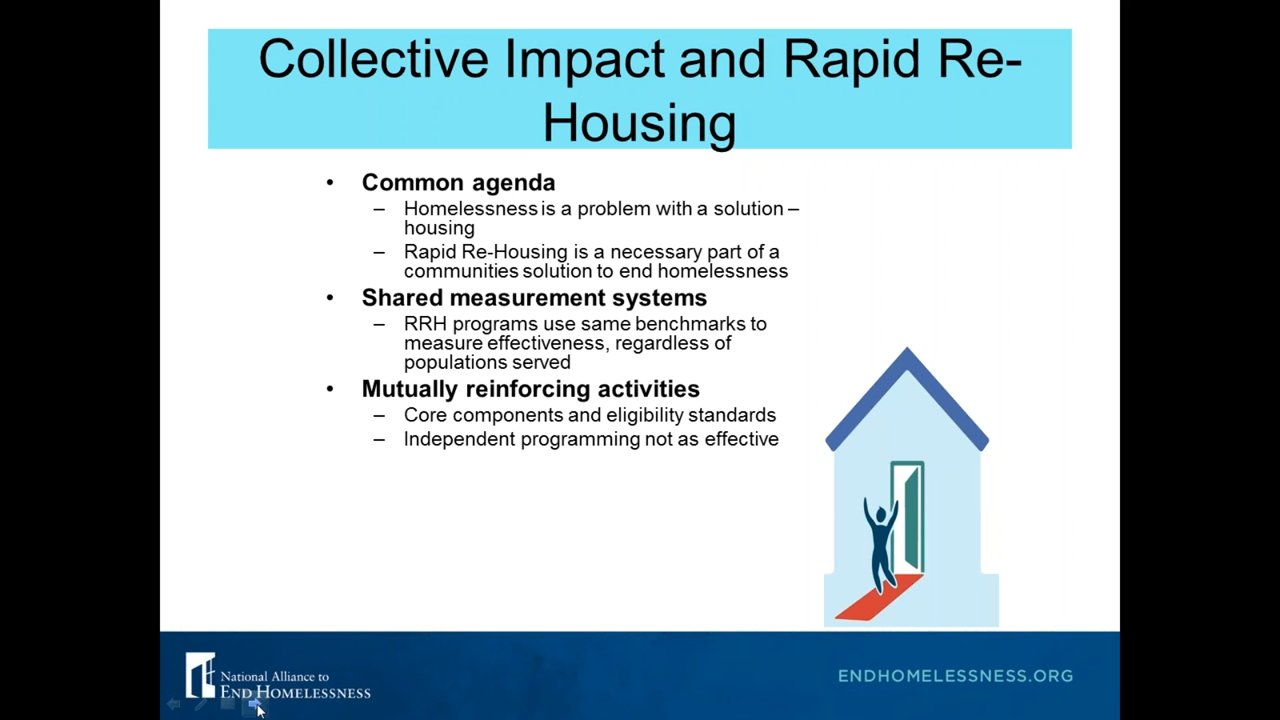 Collective Impact and Rapid Re-
Housing
• Common agenda
– Homelessness is a problem with a solution –
housing
– Rapid Re-Housing is a necessary part of a
communities solution to end homelessness
• Shared measurement systems
– RRH programs use same benchmarks to
measure effectiveness, regardless of
populations served
• Mutually reinforcing activities
– Core components and eligibility standards
– Independent programming not as effective
National Alliance to
END HOMELESSNESS
ENDHOMELESSNESS.ORG